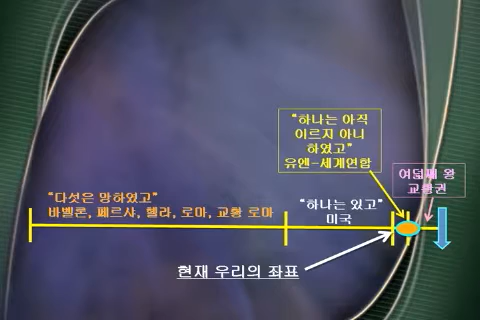 "하나는 아직
이르지 아니
하였고"
유엔-세계연합
여덟째 왕
교황권
"다섯은 망하였고"
바벨론, 페르샤, 헬라, 로마, 교황 로마
"하나는 있고"
미국
현재 우리의 좌표